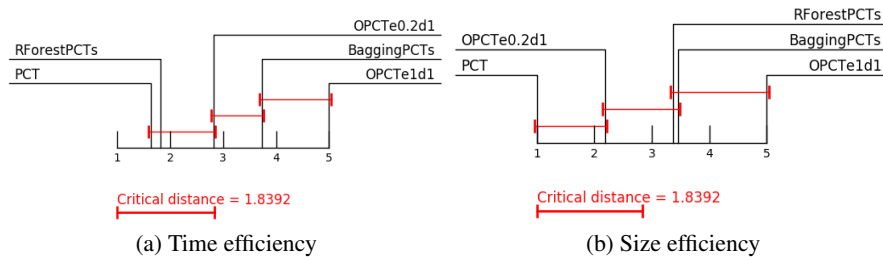 OPCTe0.2d1
RForestPCTs
BaggingPCTs
PCT
OPCTe1d1
1 2 3 4 5
Critical distance = 1.8392
(a) Time efficiency
RForestPCTs
OPCTe0.2d1
BaggingPCTs
PCT
OPCTe1d1
1 2 3 4 5
Critical distance = 1.8392
(b) Size efficiency